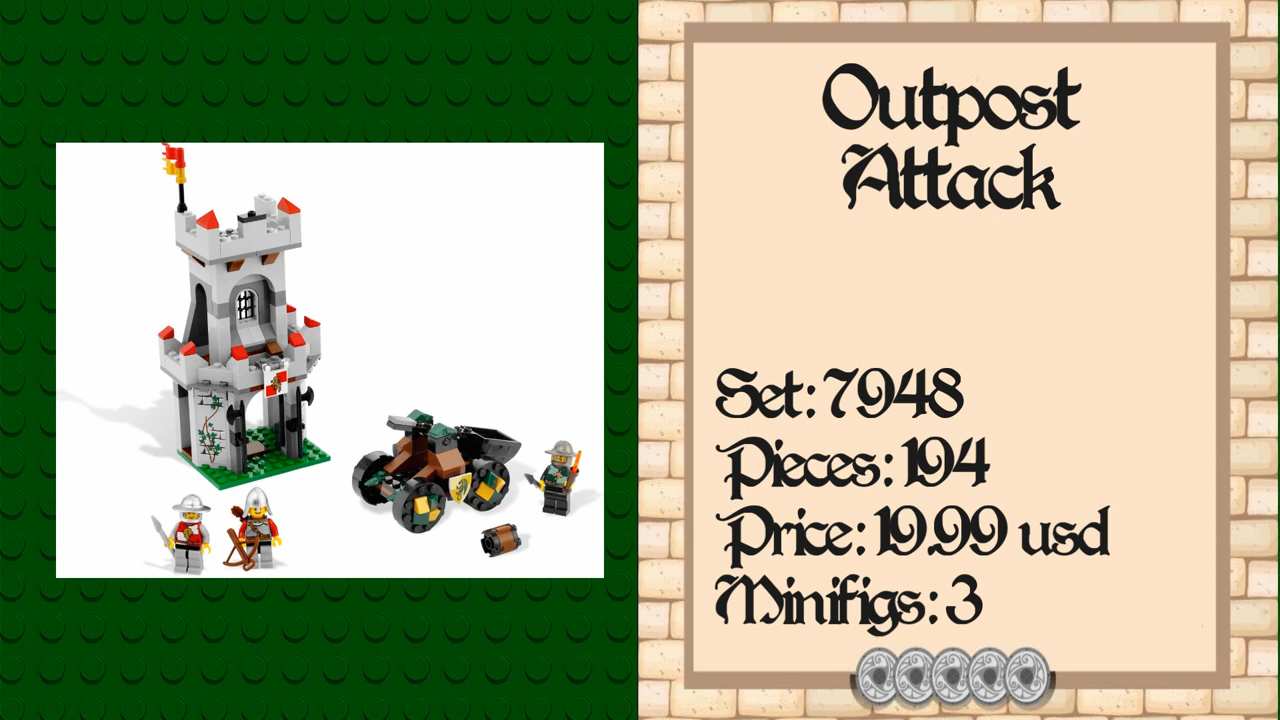 Outpost
Attack
Set: 7948
Pieces: 194
Price: 19.99 usd
Minifigs: 3